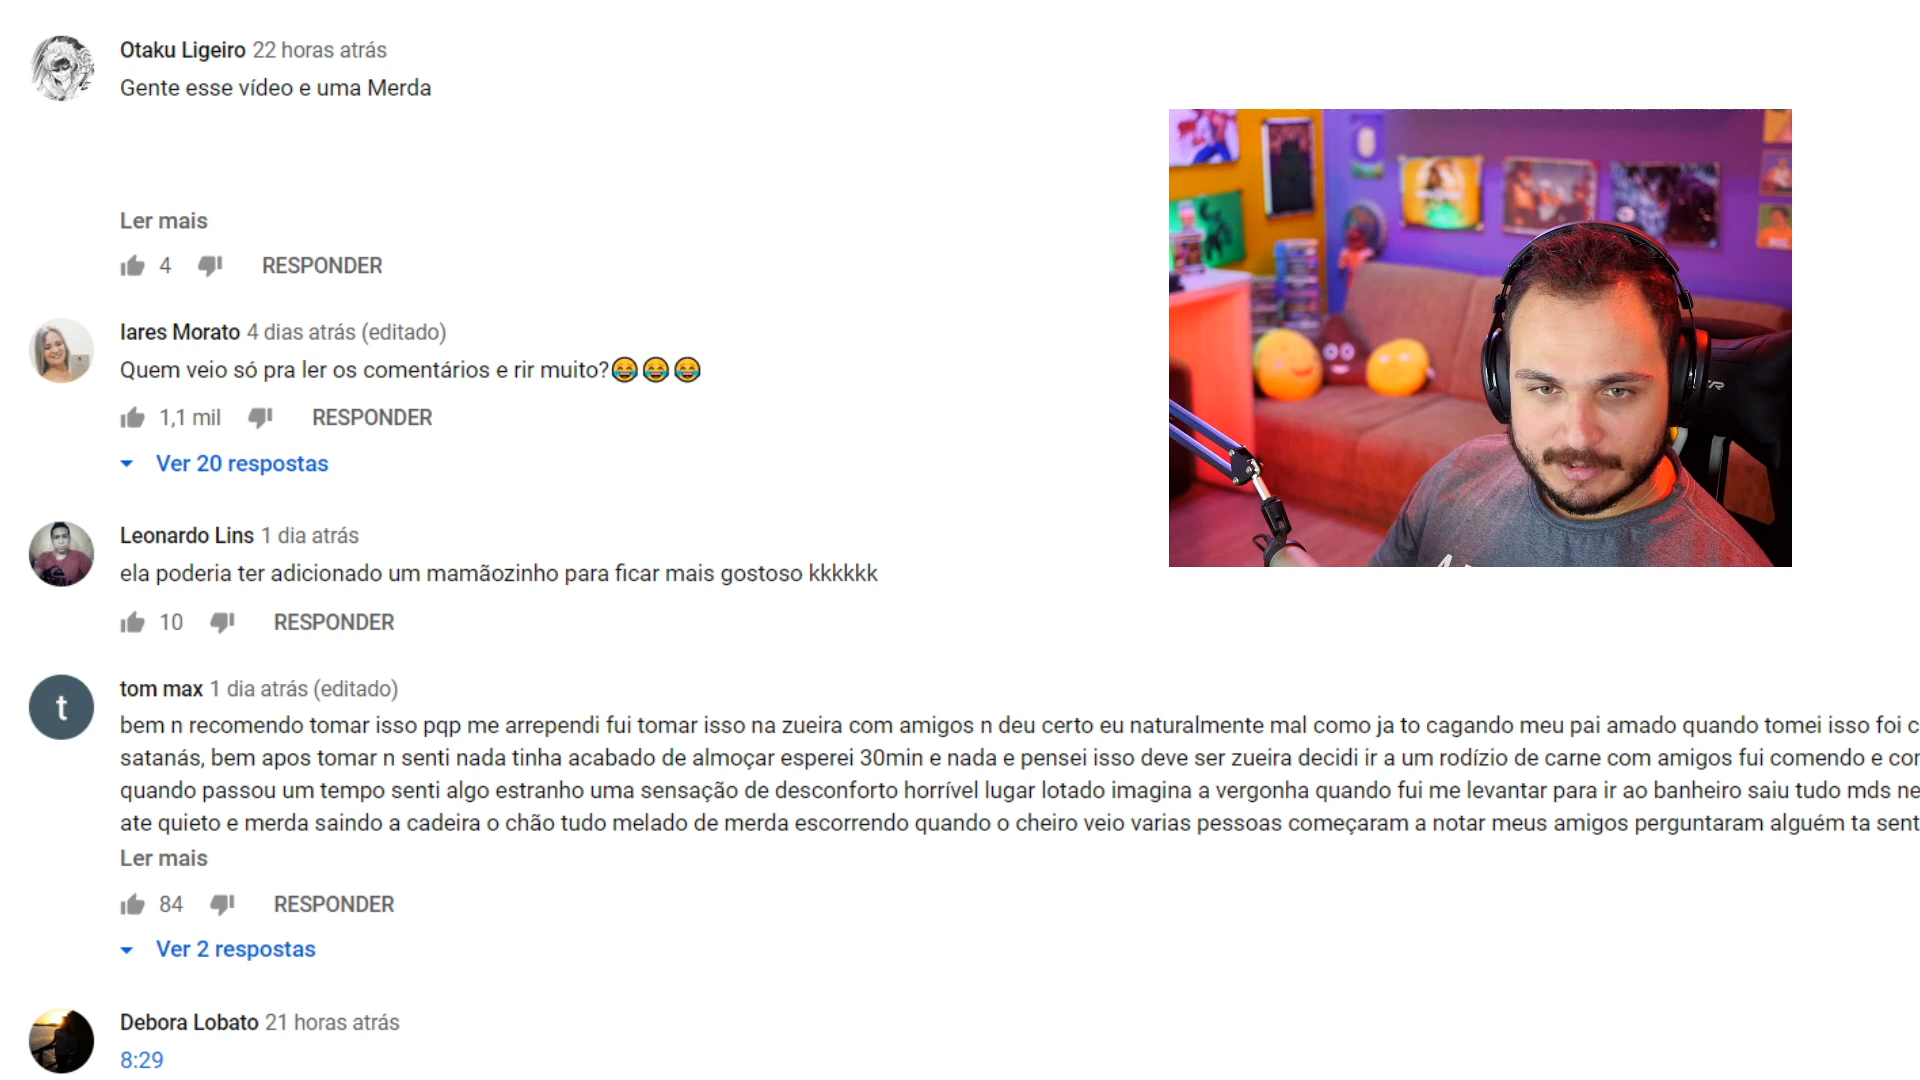 Otaku Ligeiro 22 horas atrás
Gente esse vídeo e uma Merda
Ler mais
4 RESPONDER
Iares Morato 4 dias atrás (editado)
Quem veio só pra ler os comentários e rir muito?😂😂😂
1,1 mil RESPONDER
Ver 20 respostas
Leonardo Lins 1 dia atrás
ela poderia ter adicionado um mamãozinho para ficar mais gostoso kkkkkk
10 RESPONDER
t
tom max 1 dia atrás (editado)
bem n recomendo tomar isso pqp me arrependi fui tomar isso na zueira com amigos n deu certo eu naturalmente mal como ja to cagando meu pai amado quando tomei isso foi c
satanás, bem apos tomar n senti nada tinha acabado de almoçar esperei 30min e nada e pensei isso deve ser zueira decidi ir a um rodízio de carne com amigos fui comendo e
quando passou um tempo senti algo estranho uma sensação de desconforto horrível lugar lotado imagina a vergonha quando fui me levantar para ir ao banheiro saiu tudo mds ne
ate quieto e merda saindo a cadeira o chão tudo melado de merda escorrendo quando o cheiro veio varias pessoas começaram a notar meus amigos perguntaram alguém ta sent
Ler mais
84 RESPONDER
Ver 2 respostas
Debora Lobato 21 horas atrás
8:29